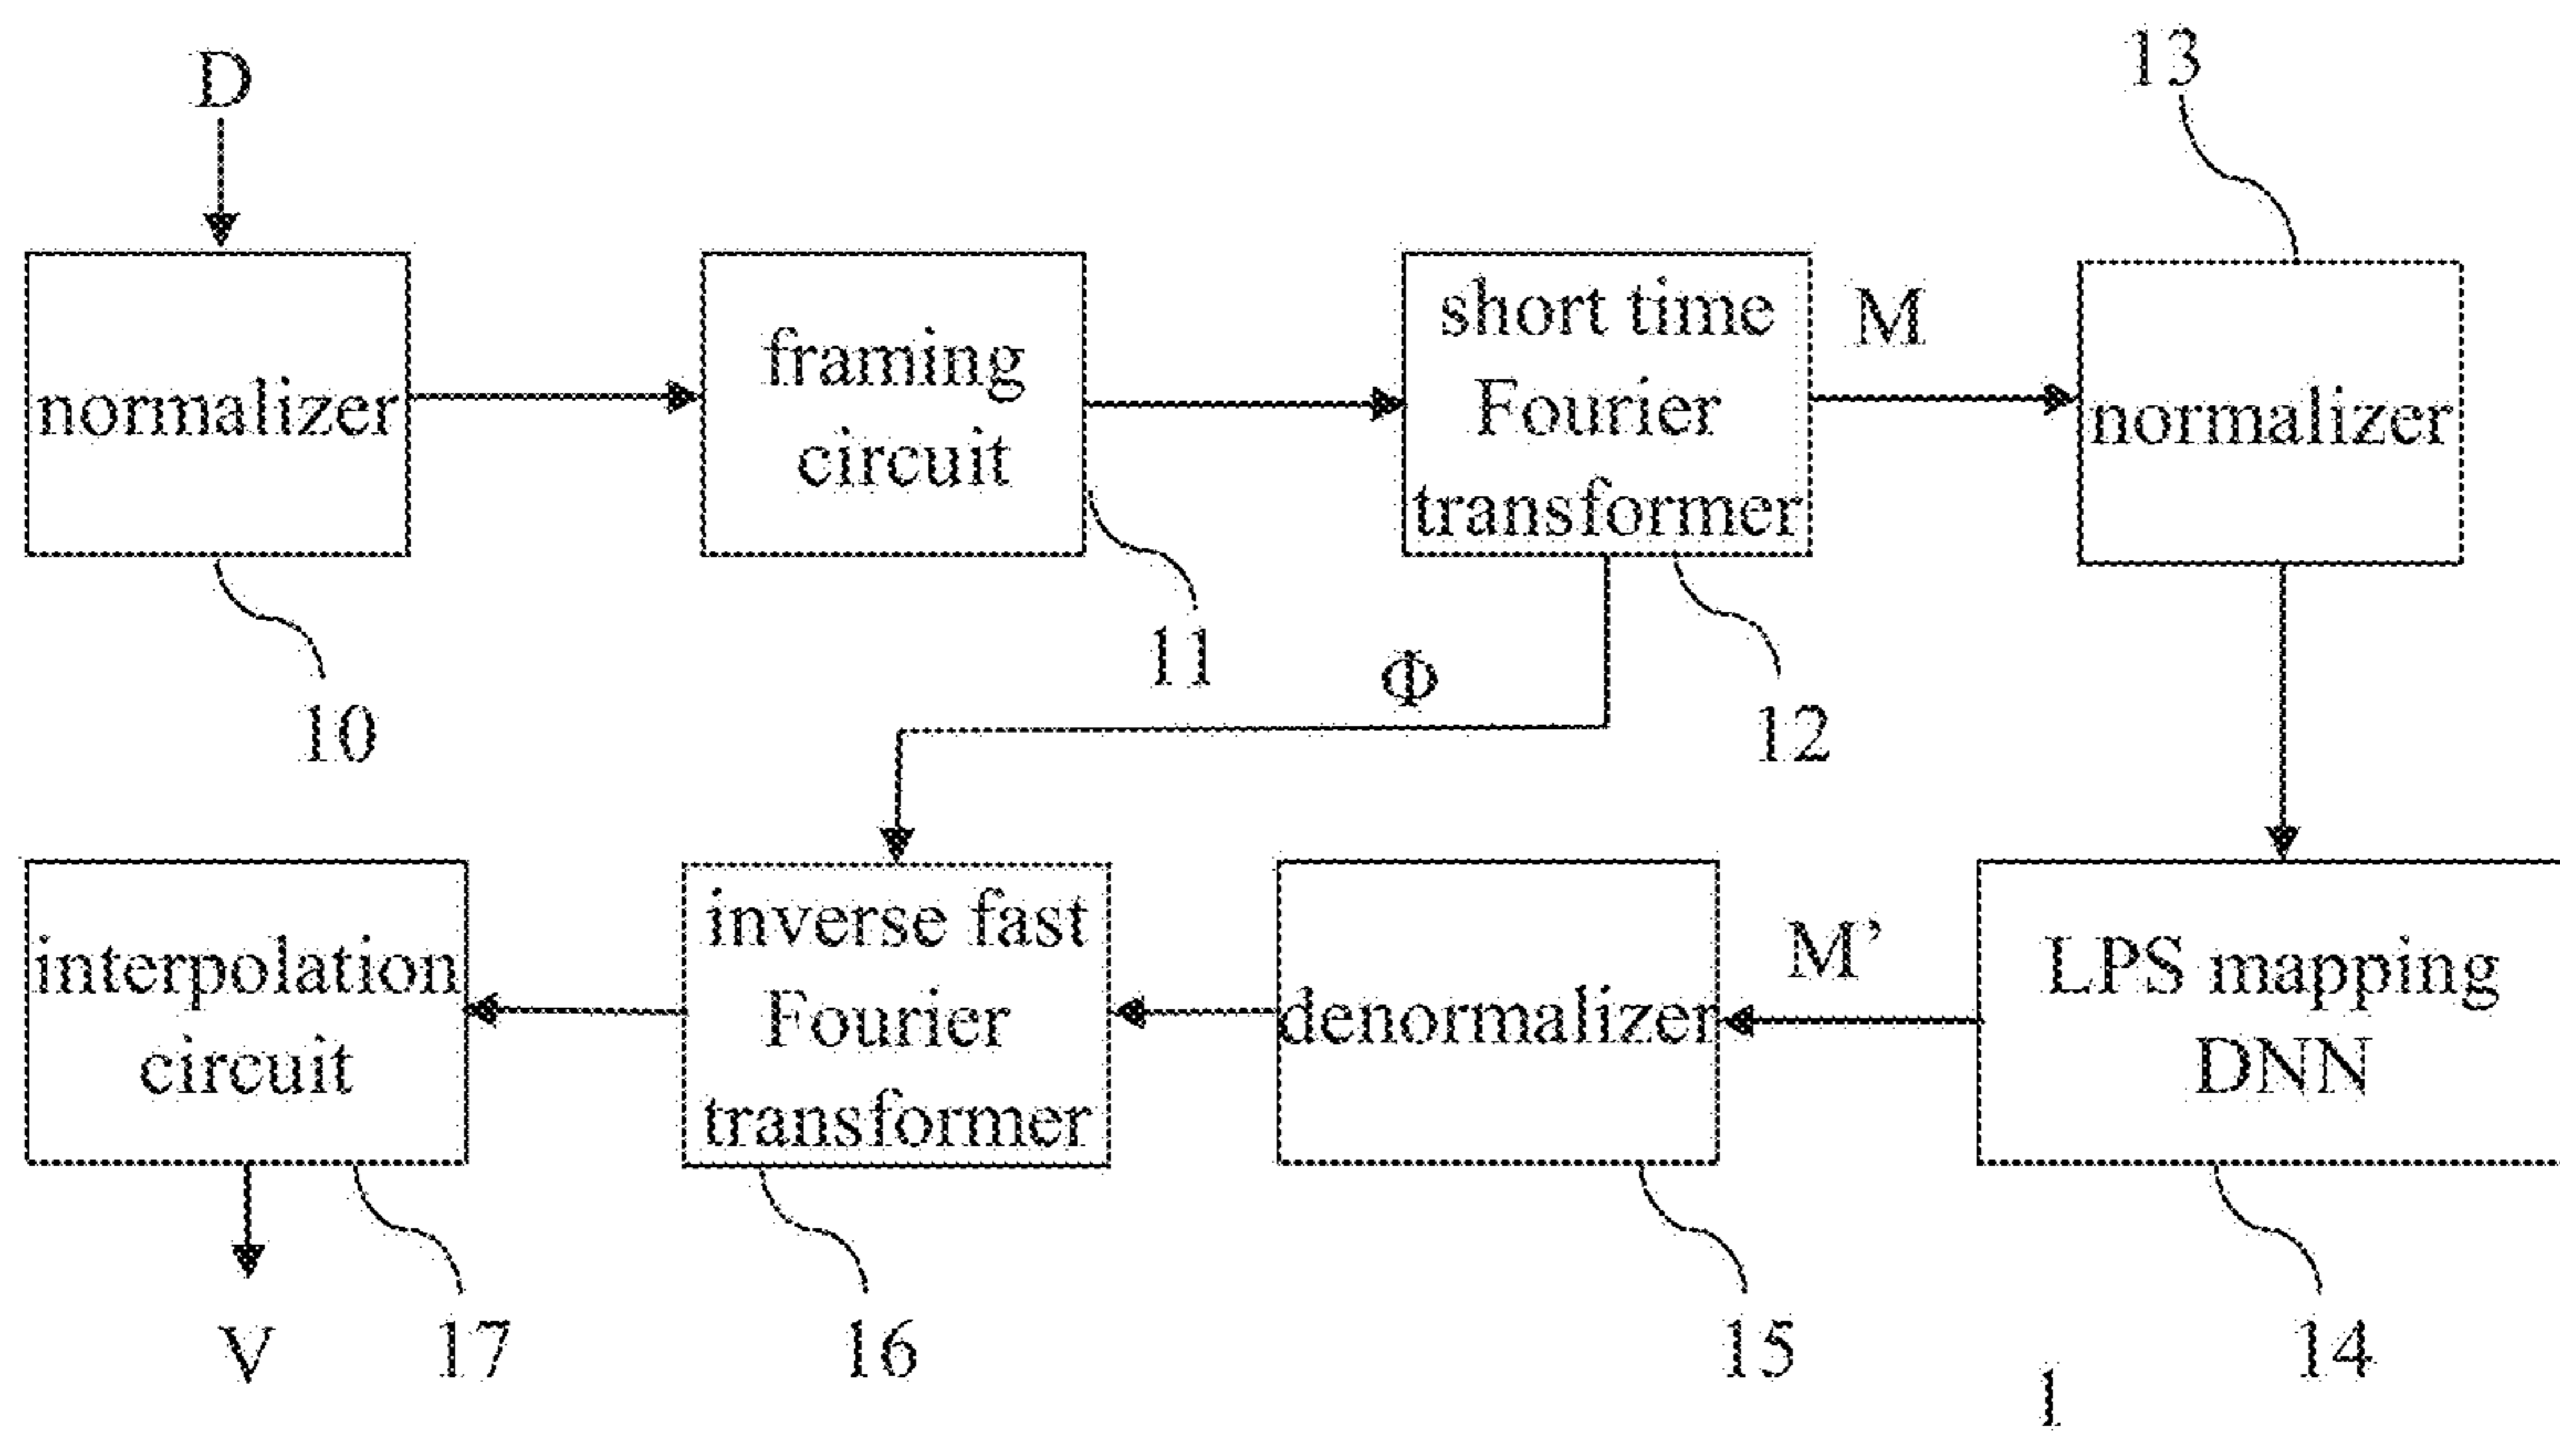 D
13
normalizer
framing
circuit
short time
Fourier
transformer
M
normalizer
11
Φ
10
12
interpolation
circuit
inverse fast
Fourier
transformer
denormalizer
M’
LPS mapping
DNN
V
17
16
15
14
1